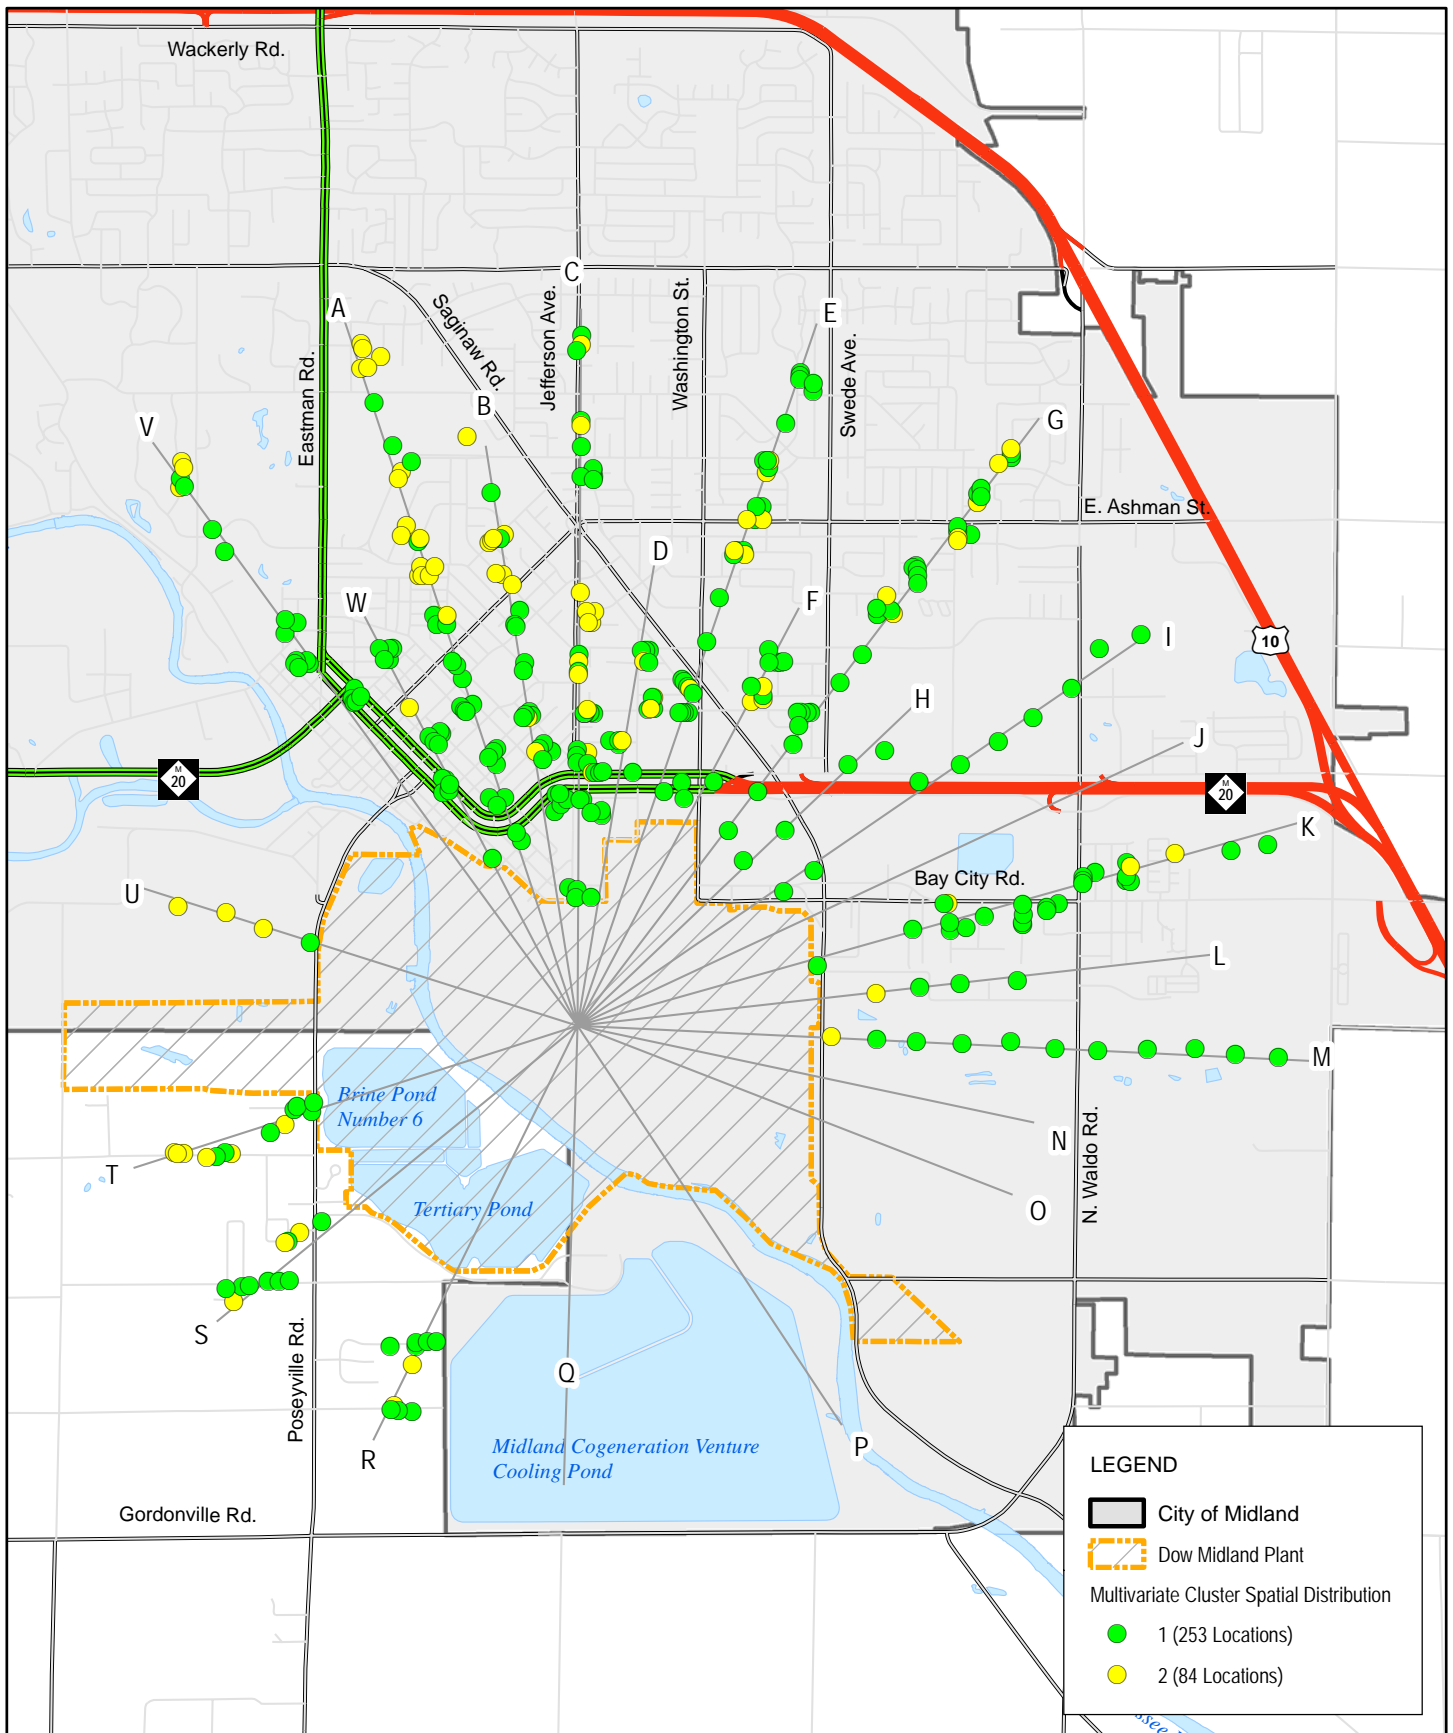 Wackerly Rd.
C
A
Saginaw Rd.
Jefferson Ave.
Washington St.
E
Swede Ave.
Eastman Rd.
B
V
G
E. Ashman St.
D
W
F
I
10
H
J
M
20
M
20
K
Bay City Rd.
U
L
M
Brine Pond
Number 6
N
N. Waldo Rd.
T
Tertiary Pond
O
S
Poseyville Rd.
Q
R
Midland Cogeneration Venture
Cooling Pond
P
Gordonville Rd.
LEGEND
City of Midland
Dow Midland Plant
Multivariate Cluster Spatial Distribution
1 (253 Locations)
2 (84 Locations)